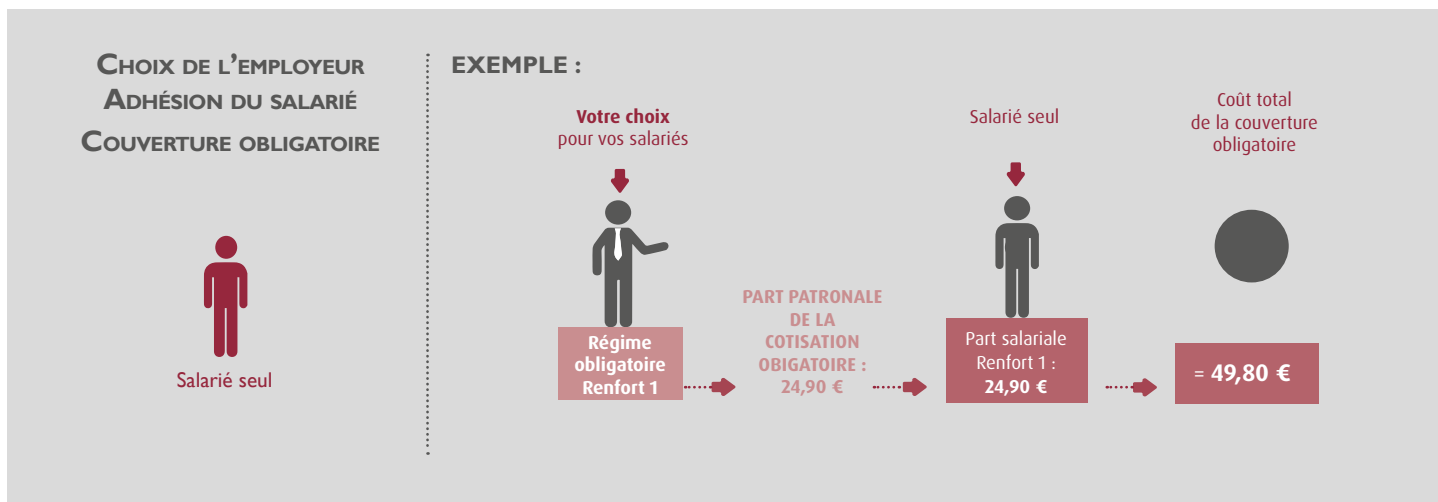 CHOIX DE L'EMPLOYEUR
ADHÉSION DU SALARIÉ
COUVERTURE OBLIGATOIRE
Salarié seul
EXEMPLE :
Votre choix
pour vos salariés
Régime
obligatoire
Renfort 1
PART PATRONALE
DE LA
COTISATION
OBIGATOIRE :
24,90 €
Salarié seul
Part salariale
Renfort 1 :
24,90 €
Coût total
de la couverture
obligatoire
= 49,80 €